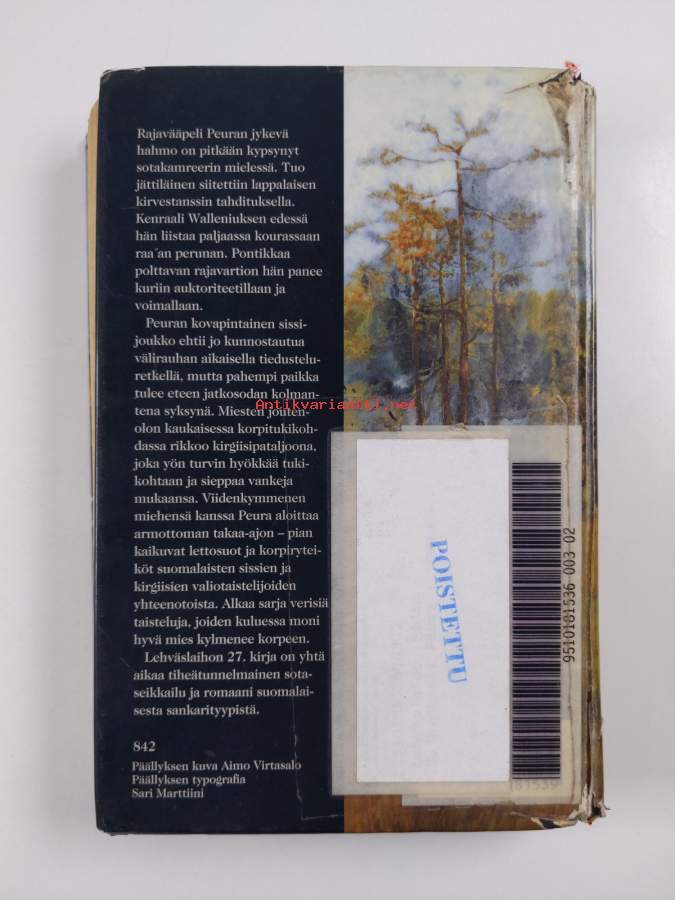 Rajavääpeli Peuran jykevä
hahmo on pitkään kypsynyt
sotakamreerin mielessä. Tuo
jättiläinen siitettiin lappalaisen
kirvestanssin tahdituksella.
Kenraali Walleniuksen edessä
hän liistaa paljaassa kourassaan
raa´an perunan. Pontikkaa
polttavan rajavartion hän panee
kuriin auktoriteetillaan ja
voimallaan.
Peuran kovapintainen sissi-
joukko ehtii jo kunnostautua
välirauhan aikaisella tiedustelu-
retkellä, mutta pahempi paikka
tulee eteen jatkosodan kolman-
tena syksynä. Miesten jouten-
olon kaukaisessa korpitukikoh-
dassa rikkoo kirgiisipataljoona,
joka yön turvin hyökkää tuki-
kohtaan ja sieppaa vankeja
mukaansa. Viidenkymmenen
miehensä kanssa Peura aloittaa
armottoman takaa-ajon – pian
kaikuvat lettosuot ja korpirytei-
köt suomalaisten sissien ja
kirgiisien valiotaistelijoiden
yhteenotoista. Alkaa sarja verisiä
taisteluja, joiden kuluessa moni
hyvä mies kylmenee korpeen.
Lehväslaihon 27. kirja on yhtä
aikaa tiheätunnelmainen sota-
seikkailu ja romaani suomalai-
sesta sankarityypistä.
842
Päällyksen kuva Aimo Virtasalo
Päällyksen typografia
Sari Marttiini
Antikvariaatti.net
POISTETTU
9510181536 003 02